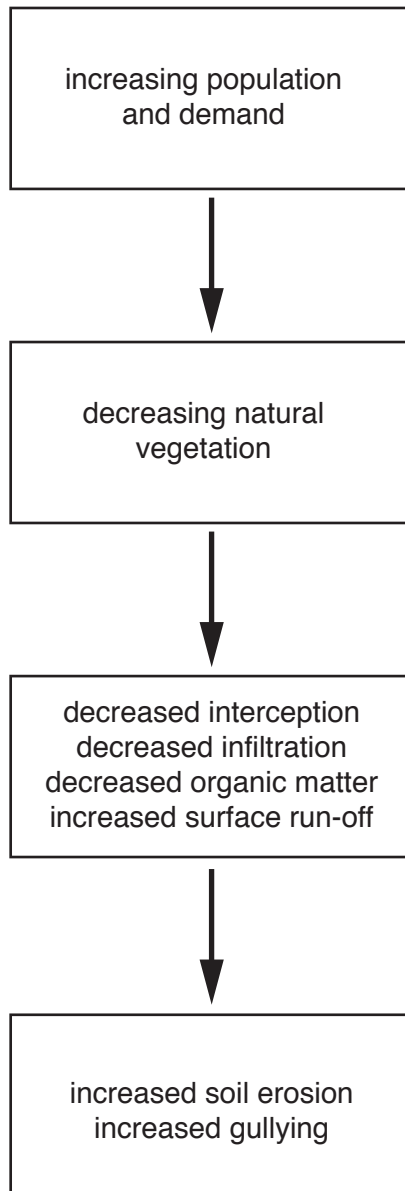 increasing population
and demand
decreasing natural
vegetation
decreased interception
decreased infiltration
decreased organic matter
increased surface run-off
increased soil erosion
increased gullying